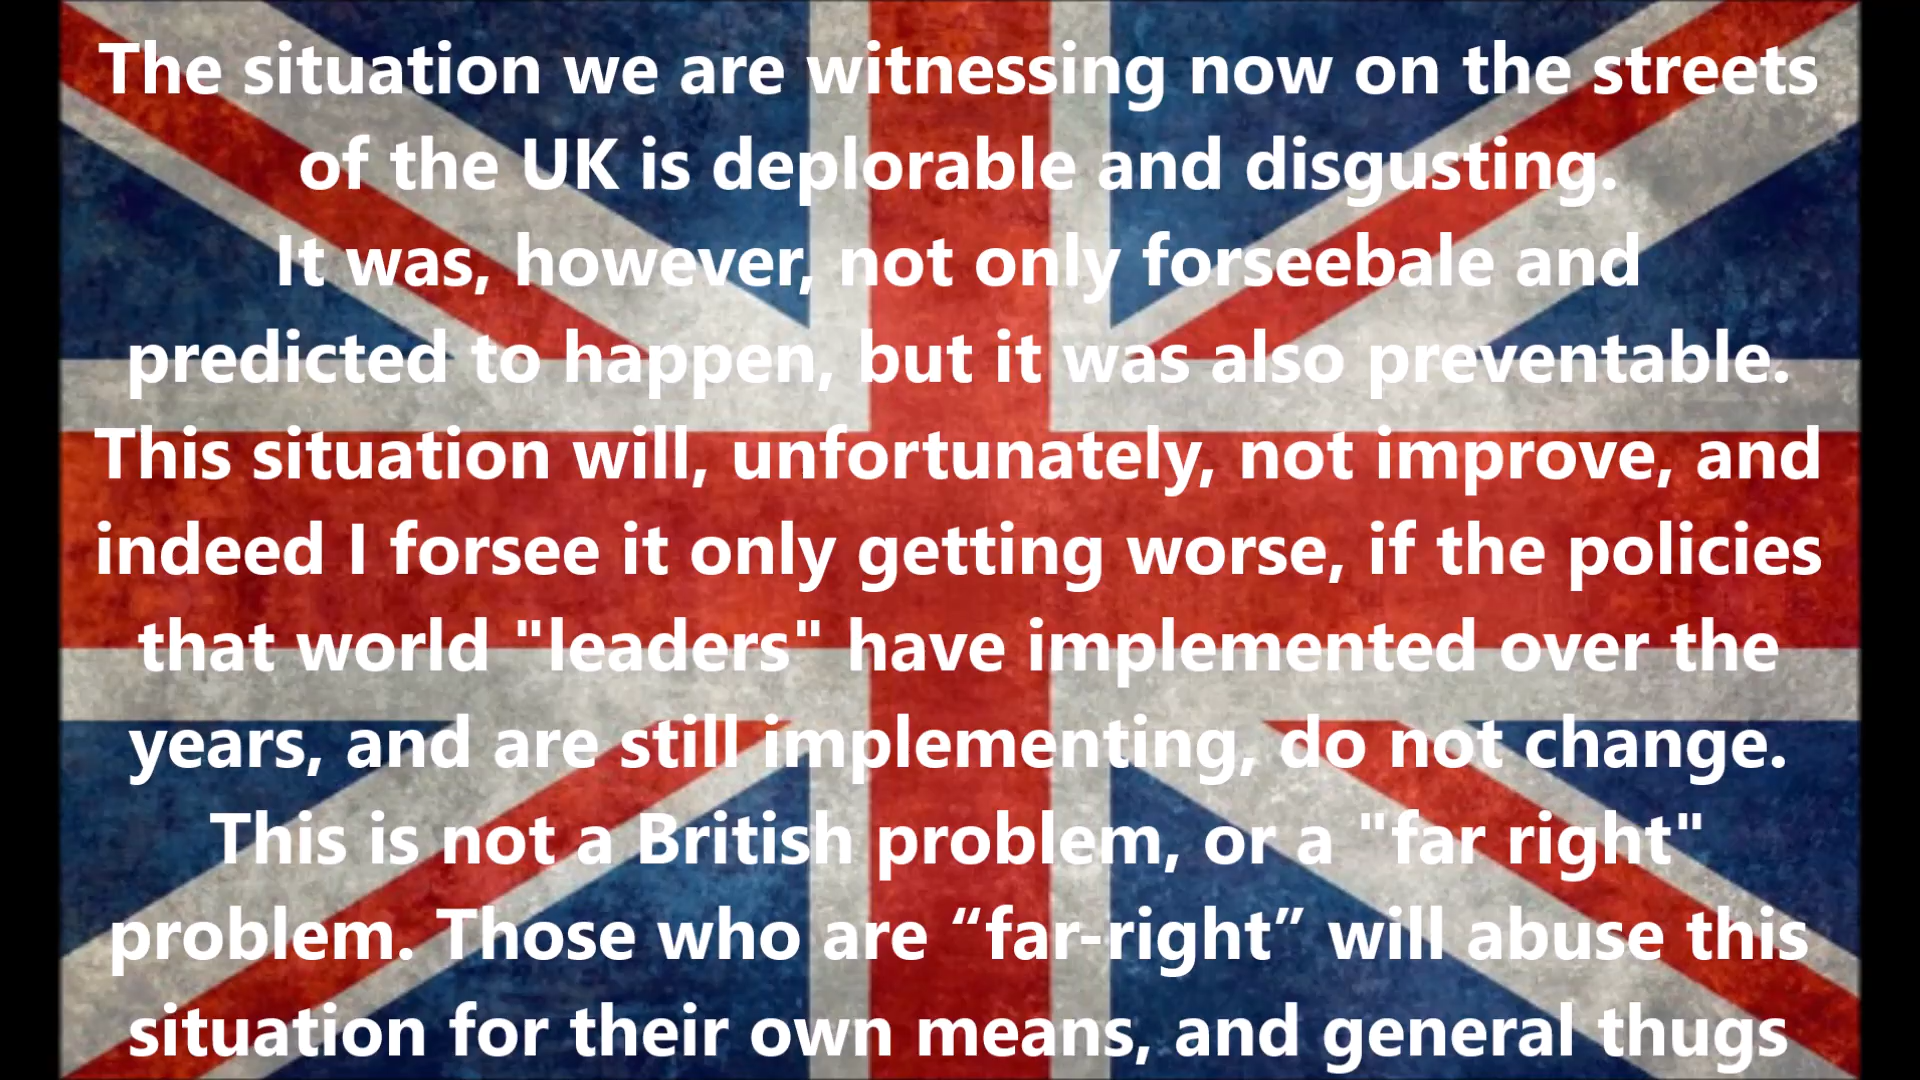 The situation we are witnessing now on the streets
of the UK is deplorable and disgusting.
It was, however, not only forseebale and
predicted to happen, but it was also preventable.
This situation will, unfortunately, not improve, and
indeed I forsee it only getting worse, if the policies
that world "leaders" have implemented over the
years, and are still implementing, do not change.
This is not a British problem, or a "far right"
problem. Those who are “far-right” will abuse this
situation for their own means, and general thugs